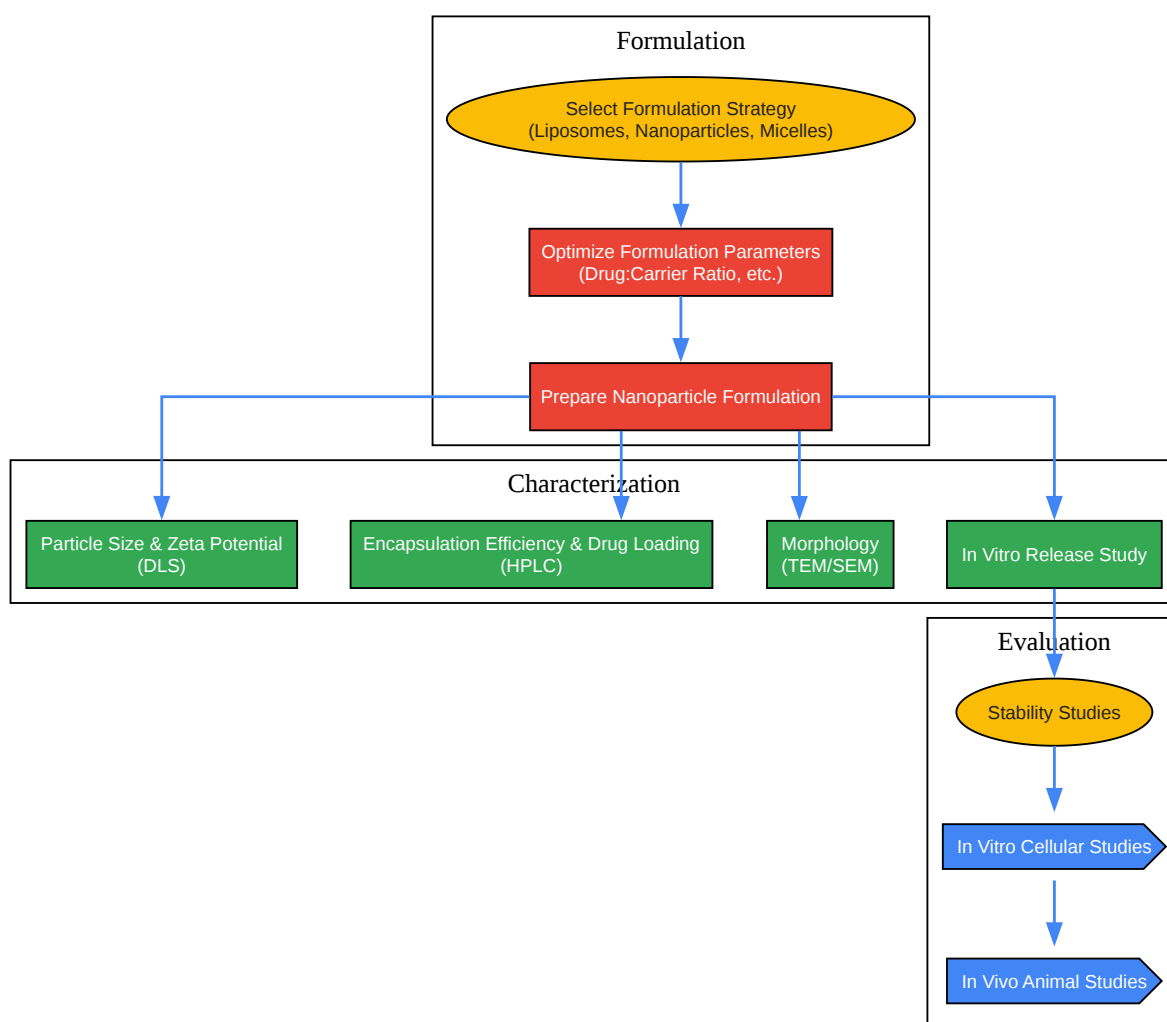 Formulation
Select Formulation Strategy
(Liposomes, Nanoparticles, Micelles)
Optimize Formulation Parameters
(Drug:Carrier Ratio, etc.)
Prepare Nanoparticle Formulation
Characterization
Particle Size & Zeta Potential
(DLS)
Encapsulation Efficiency & Drug Loading
(HPLC)
Morphology
(TEM/SEM)
In Vitro Release Study
Evaluation
Stability Studies
In Vitro Cellular Studies
In Vivo Animal Studies